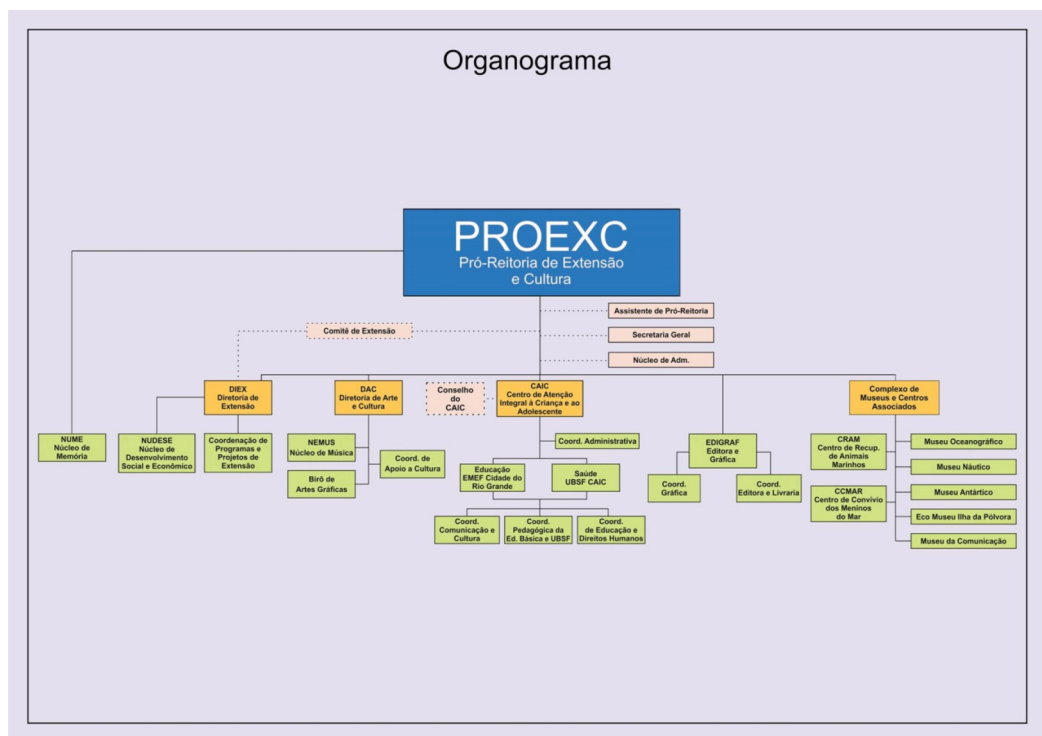 Organograma
PROEXC
Pró-Reitoria de Extensão
e Cultura
Assistente de Pró-Reitoria
Comitê de Extensão
Secretaria Geral
Núcleo de Adm.
DIEX
Diretoria de
Extensão
DAC
Diretoria de Arte
e Cultura
Conselho
do
CAIC
CAIC
Centro de Atenção
Integral à Criança e ao
Adolescente
Complexo de
Museus e Centros
Associados
NUME
Núcleo de
Memória
NUDESE
Núcleo de
Desenvolvimento
Social e Econômico
Coordenação de
Programas e
Projetos de
Extensão
NEMUS
Núcleo de Música
Coord. de
Apoio a Cultura
Birô de
Artes Gráficas
Coord. Administrativa
Educação
EMEF Cidade do
Rio Grande
Saúde
UBSF CAIC
Coord.
Comunicação e
Cultura
Coord.
Pedagógica da
Ed. Básica e UBSF
Coord.
de Educação e
Direitos Humanos
EDIGRAF
Editora e
Gráfica
Coord.
Gráfica
Coord.
Editora e Livraria
CRAM
Centro de Recup.
de Animais
Marinhos
CCMAR
Centro de Convívio
dos Meninos
do Mar
Museu Oceanográfico
Museu Náutico
Museu Antártico
Eco Museu Ilha da Pólvora
Museu da Comunicação